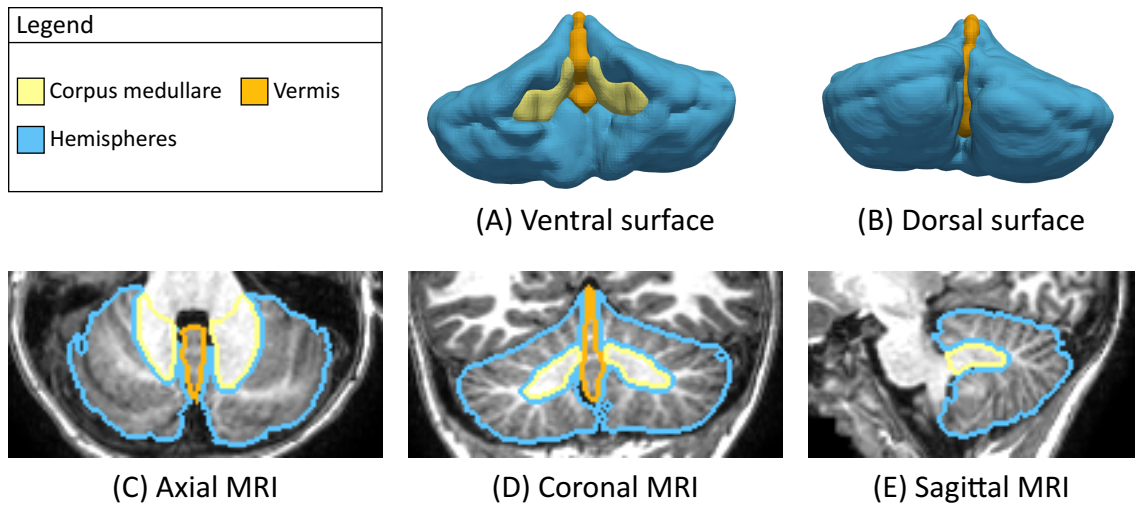 Legend
Corpus medullare Vermis
Hemispheres
(A) Ventral surface
(B) Dorsal surface
(C) Axial MRI
(D) Coronal MRI
(E) Sagittal MRI